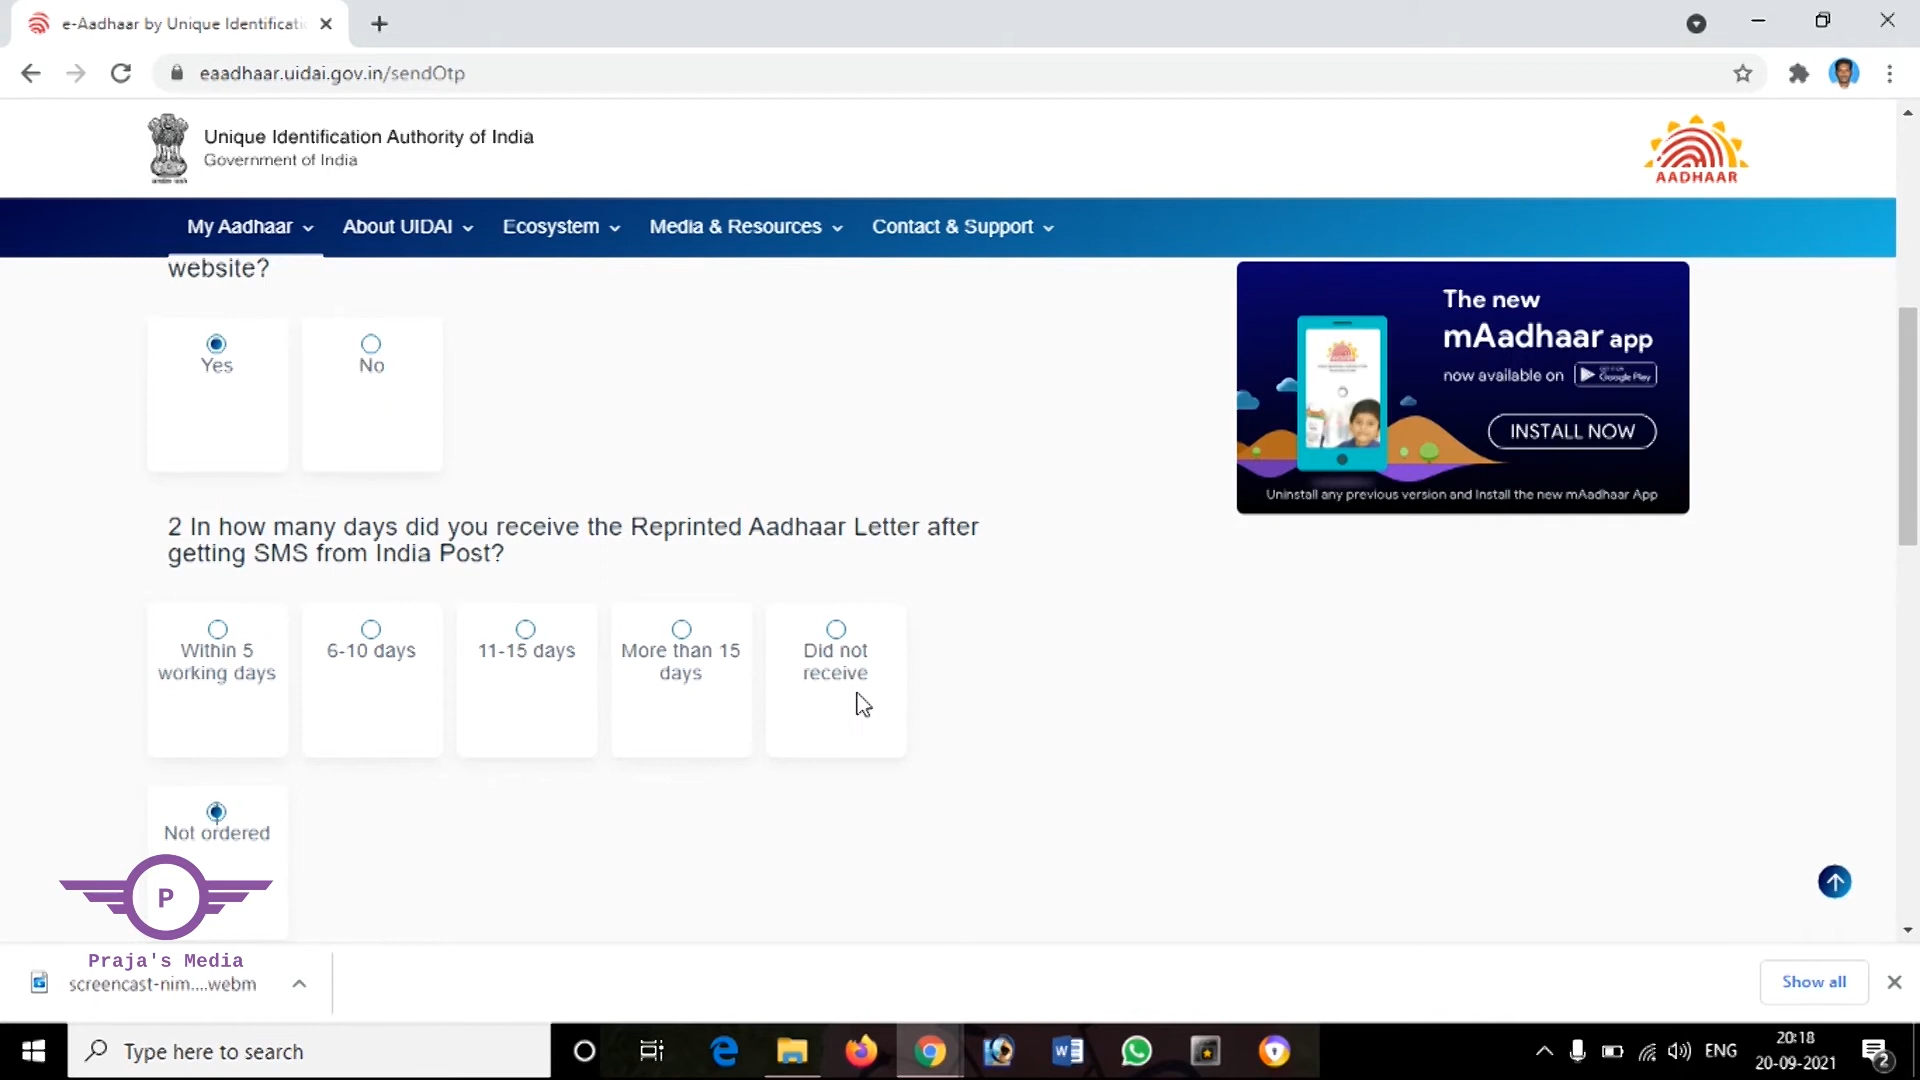 e-Aadhaar by Unique Identificati
eaadhaar.uidai.gov.in/sendOtp
Unique Identification Authority of India
Government of India
AADHAAR
My Aadhaar
About UIDAI
Ecosystem
Media & Resources
Contact & Support
website?
Yes
No
The new
mAadhaar app
now available on
Google Play
INSTALL NOW
Uninstall any previous version and Install the new mAadhaar App
2 In how many days did you receive the Reprinted Aadhaar Letter after
getting SMS from India Post?
Within 5
working days
6-10 days
11-15 days
More than 15
days
Did not
receive
Not ordered
P
Praja's Media
screencast-nim....webm
Show all
Type here to search
ENG
20:18
20-09-2021
2